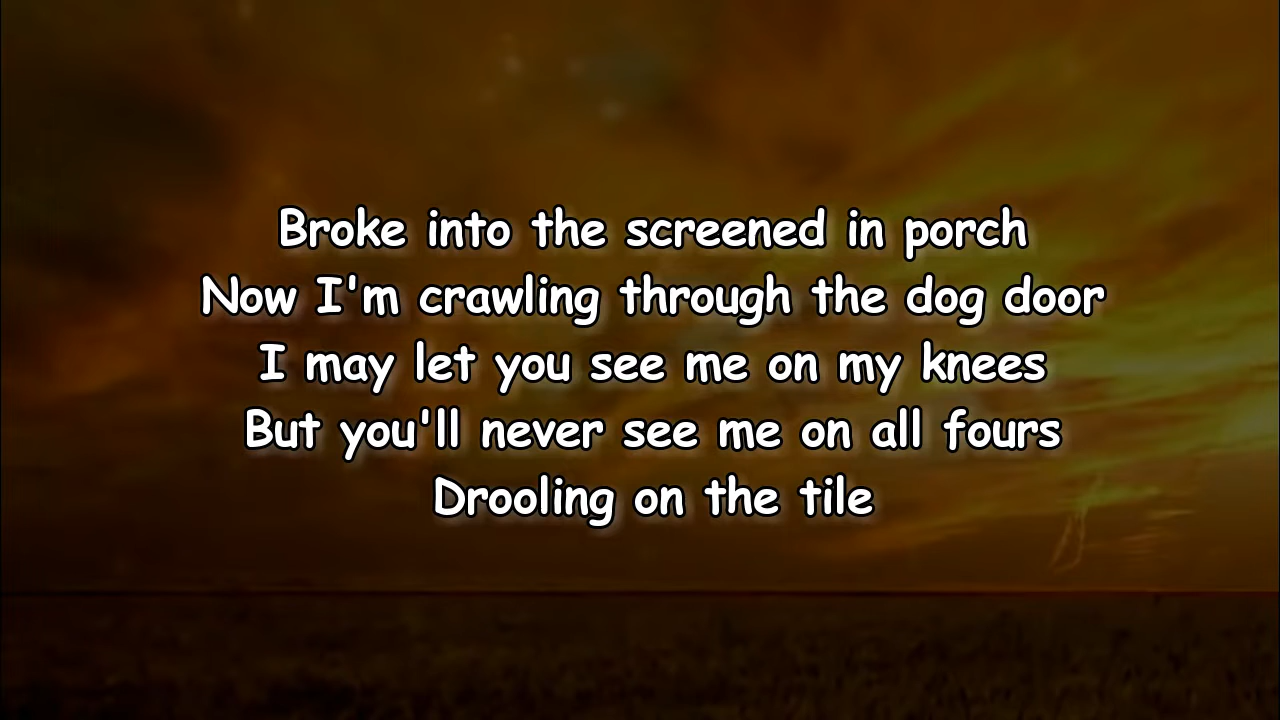 Broke into the screened in porch
Now I'm crawling through the dog door
I may let you see me on my knees
But you'll never see me on all fours
Drooling on the tile